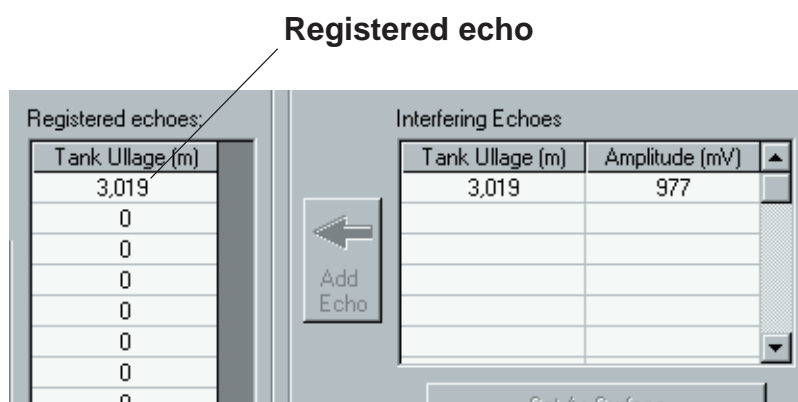 Registered echo
Registered echoes:
Tank Ullage (m)
3,019
0
0
0
0
0
0
0
Add
Echo
Interfering Echoes
Tank Ullage (m) Amplitude (mV)
3,019 977